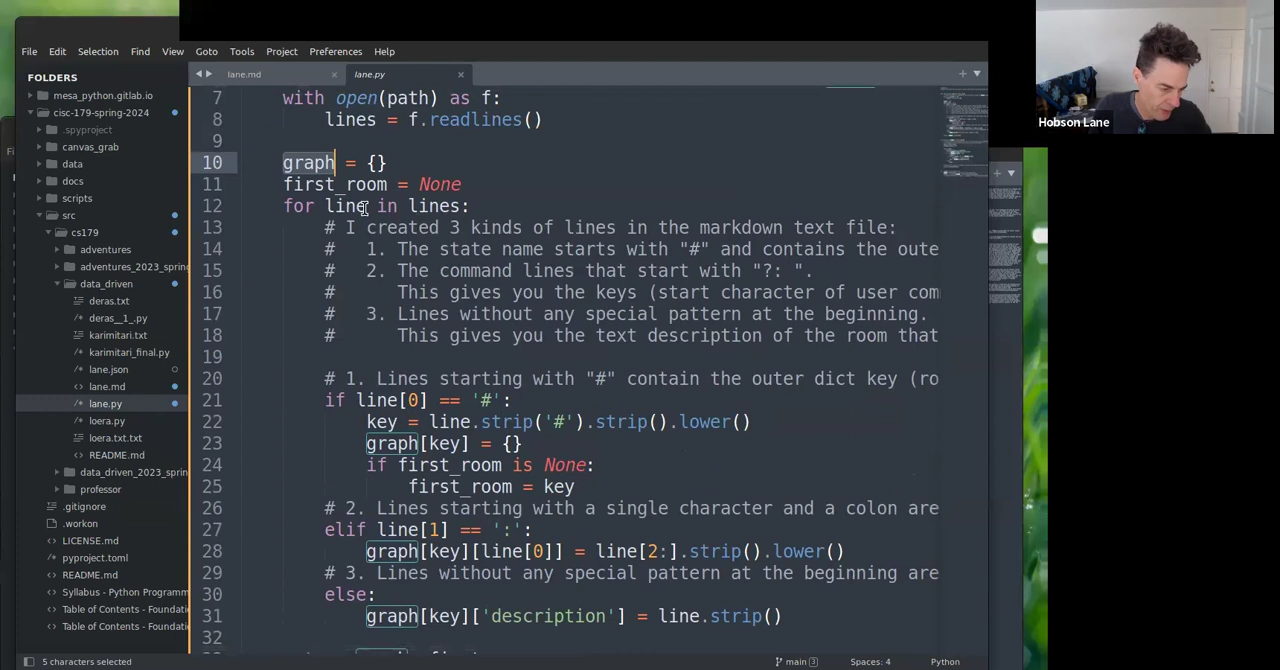 File Edit Selection Find View Goto Tools Project Preferences Help
Hobson Lane
FOLDERS
mesa_python.gitlab.io
cisc-179-spring-2024
.spyproject
canvas_grab
data
docs
scripts
src
cs179
adventures
adventures_2023_spring
data_driven
deras.txt
deras__1_.py
karimitari.txt
karimitari_final.py
lane.json
lane.md
lane.py
loera.py
loera.txt.txt
README.md
data_driven_2023_sprin
professor
.gitignore
.workon
LICENSE.md
pyproject.toml
README.md
Syllabus - Python Programm
Table of Contents - Foundatio
Table of Contents - Foundati
lane.md × lane.py ×
7 with open(path) as f:
8 lines = f.readlines()
9
10 graph = {}
11 first_room = None
12 for line in lines:
13 # I created 3 kinds of lines in the markdown text file:
14 # 1. The state name starts with "#" and contains the oute
15 # 2. The command lines that start with "?: ".
16 # This gives you the keys (start character of user com
17 # 3. Lines without any special pattern at the beginning.
18 # This gives you the text description of the room that
19
20 # 1. Lines starting with "#" contain the outer dict key (ro
21 if line[0] == '#':
22 key = line.strip('#').strip().lower()
23 graph[key] = {}
24 if first_room is None:
25 first_room = key
26 # 2. Lines starting with a single character and a colon are
27 elif line[1] == ':':
28 graph[key][line[0]] = line[2:].strip().lower()
29 # 3. Lines without any special pattern at the beginning are
30 else:
31 graph[key]['description'] = line.strip()
32
5 characters selected main 3 Spaces: 4 Python